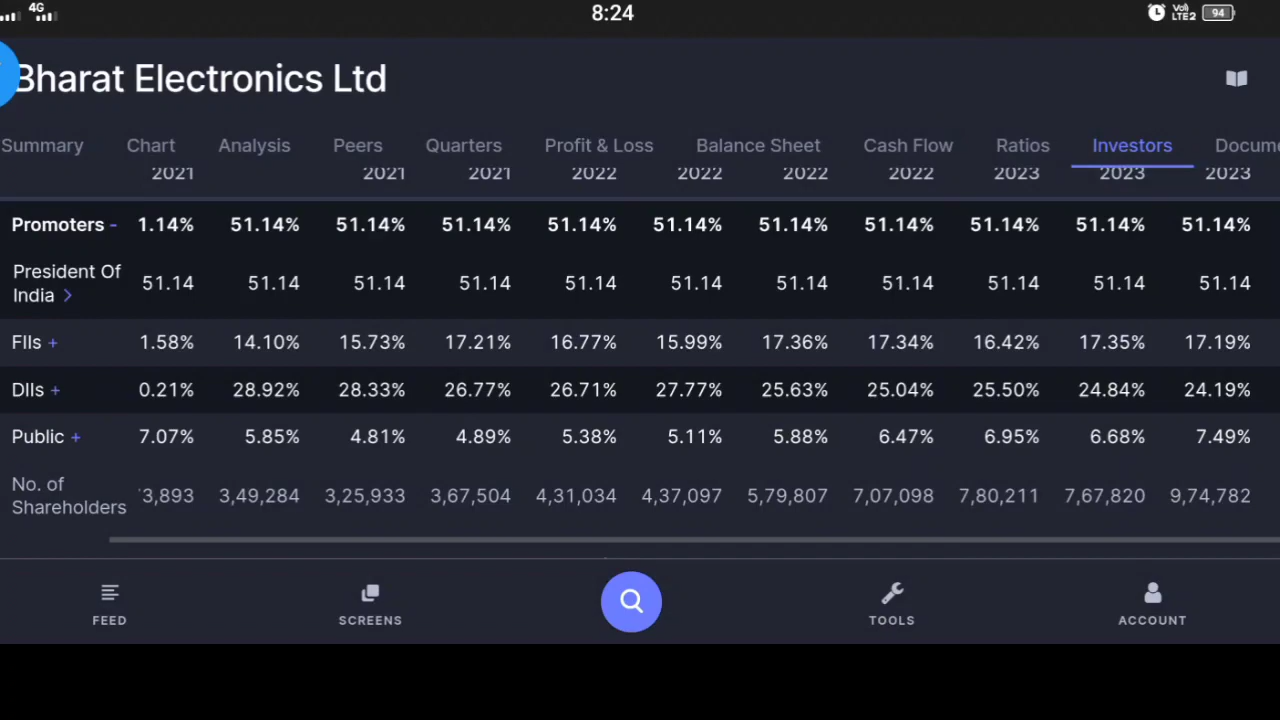 4G 8:24 Vo) LTE2 94
Bharat Electronics Ltd
Summary Chart Analysis Peers Quarters Profit & Loss Balance Sheet Cash Flow Ratios Investors Docume
2021 2021 2021 2022 2022 2022 2022 2023 2023 2023
Promoters - 1.14% 51.14% 51.14% 51.14% 51.14% 51.14% 51.14% 51.14% 51.14% 51.14% 51.14%
President Of
India > 51.14 51.14 51.14 51.14 51.14 51.14 51.14 51.14 51.14 51.14 51.14
FIIs + 1.58% 14.10% 15.73% 17.21% 16.77% 15.99% 17.36% 17.34% 16.42% 17.35% 17.19%
DIIs + 0.21% 28.92% 28.33% 26.77% 26.71% 27.77% 25.63% 25.04% 25.50% 24.84% 24.19%
Public + 7.07% 5.85% 4.81% 4.89% 5.38% 5.11% 5.88% 6.47% 6.95% 6.68% 7.49%
No. of
Shareholders 3,893 3,49,284 3,25,933 3,67,504 4,31,034 4,37,097 5,79,807 7,07,098 7,80,211 7,67,820 9,74,782
FEED SCREENS TOOLS ACCOUNT